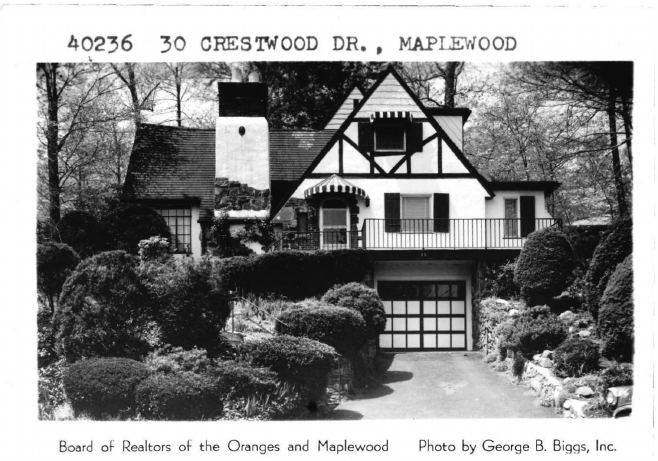 40236 30 CRESTWOOD DR., MAPLEWOOD
Board of Realtors of the Oranges and Maplewood Photo by George B. Biggs, Inc.